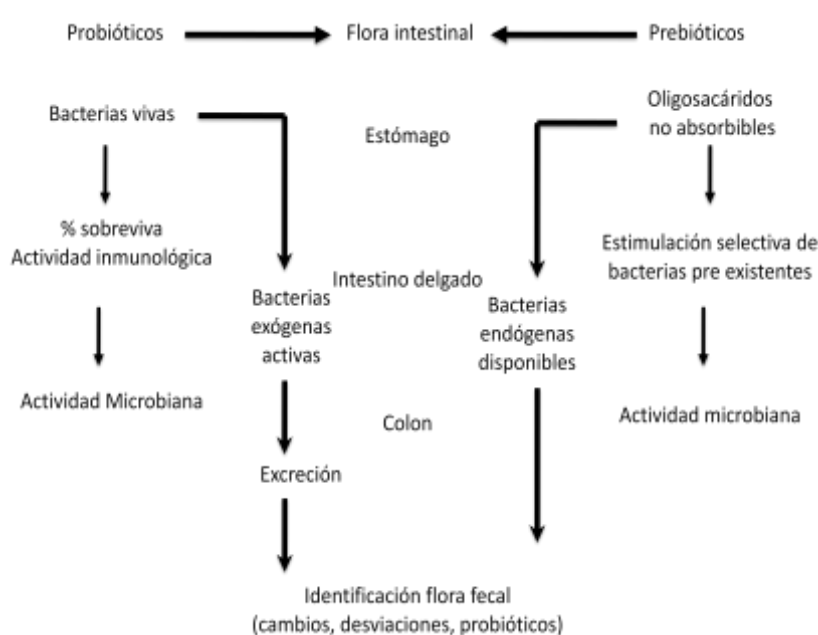 Probióticos
Flora intestinal
Prebióticos
Bacterias vivas
Oligosacáridos
no absorbibles
Estómago
% sobreviva
Actividad inmunológica
Estimulación selectiva de
bacterias pre existentes
Intestino delgado
Bacterias
exógenas
activas
Bacterias
endógenas
disponibles
Actividad Microbiana
Actividad microbiana
Colon
Excreción
Identificación flora fecal
(cambios, desviaciones, probióticos)